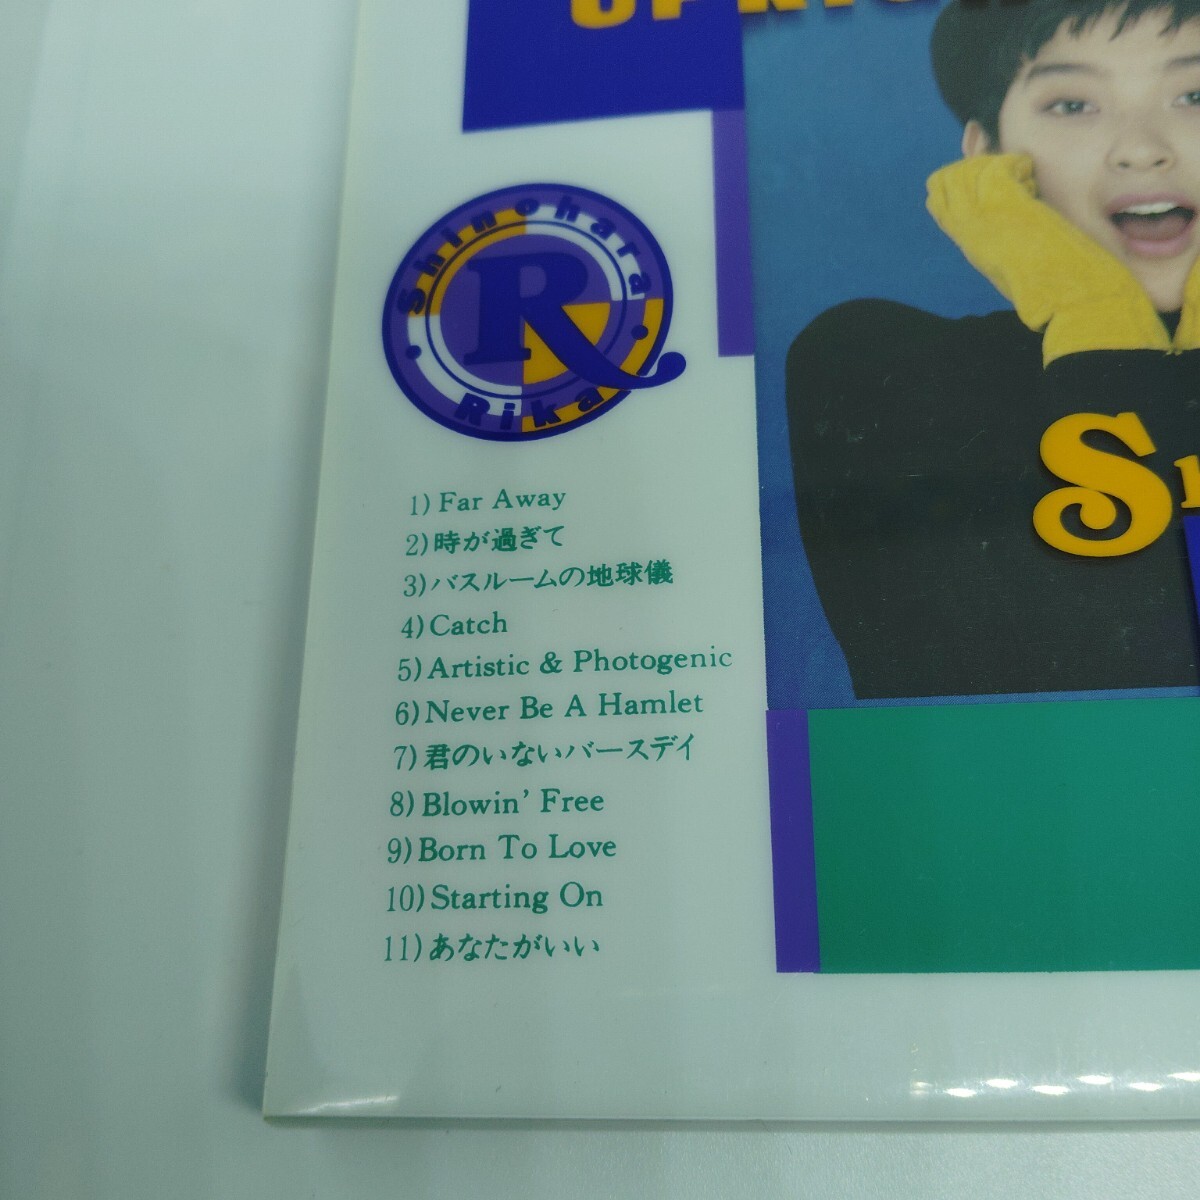 Shinohara
R
Rika
1) Far Away
2) 時が過ぎて
3) バスルームの地球儀
4) Catch
5) Artistic & Photogenic
6) Never Be A Hamlet
7) 君のいないバースデイ
8) Blowin' Free
9) Born To Love
10) Starting On
11) あなたがいい